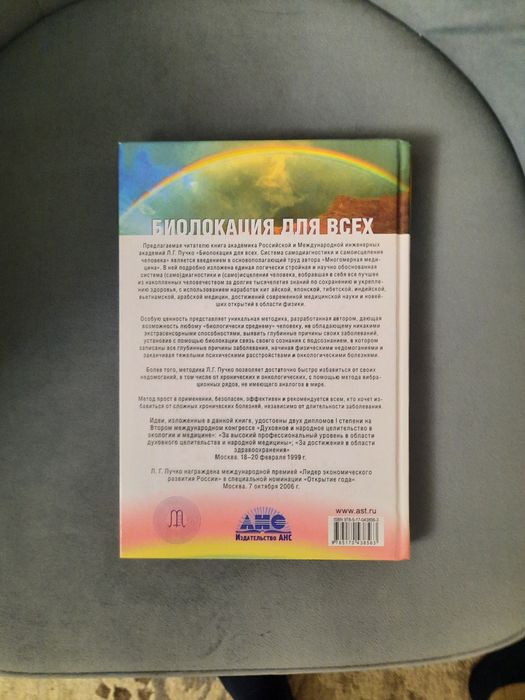 БИОЛОКАЦИЯ ДЛЯ ВСЕХ
Предлагаемая читателю книга академика Российской и Международной инженерных
академий Л.Г. Пучко «Биолокация для всех. Система самодиагностики и самоисцеления
человека» является введением в основополагающий труд автора «Многомерная меди-
цина». В ней подробно изложена единая логически стройная и научно обоснованная
система (само)диагностики и (само)исцеления человека, вобравшая в себя все лучшее
из накопленных человечеством за долгие тысячелетия знаний по сохранению и укрепле-
нию здоровья, с использованием наработок китайской, японской, тибетской, индийской,
вьетнамской, арабской медицин, достижений современной медицинской науки и новей-
ших открытий в области физики.
Особую ценность представляет уникальная методика, разработанная автором, дающая
возможность любому «биологически среднему» человеку, не обладающему никакими
экстрасенсорными способностями, выявить глубинные причины своих заболеваний,
установив с помощью биолокации связь своего сознания с подсознанием, в котором
записаны все глубинные причины заболевания, начиная физическими недомоганиями и
заканчивая тяжелыми психическими расстройствами и онкологическими болезнями.
Более того, методика Л.Г. Пучко позволяет достаточно быстро избавиться от своих
недомоганий, в том числе от хронических и онкологических, с помощью метода вибра-
ционных рядов, не имеющего аналогов в мире.
Метод прост в применении, безопасен, эффективен и рекомендуется всем, кто хочет из-
бавиться от сложных хронических болезней, независимо от длительности заболевания.
Идеи, изложенные в данной книге, удостоены двух дипломов I степени на
Втором международном конгрессе «Духовное и народное целительство в
экологии и медицине»: «За высокий профессиональный уровень в области
духовного целительства и народной медицины»; «За достижения в области
здравоохранения»
Москва. 18–20 февраля 1999 г.
Л. Г. Пучко награждена международной премией «Лидер экономического
развития России» в специальной номинации «Открытие года»
Москва. 7 октября 2006 г.
www.ast.ru
АНС
Издательство АНС